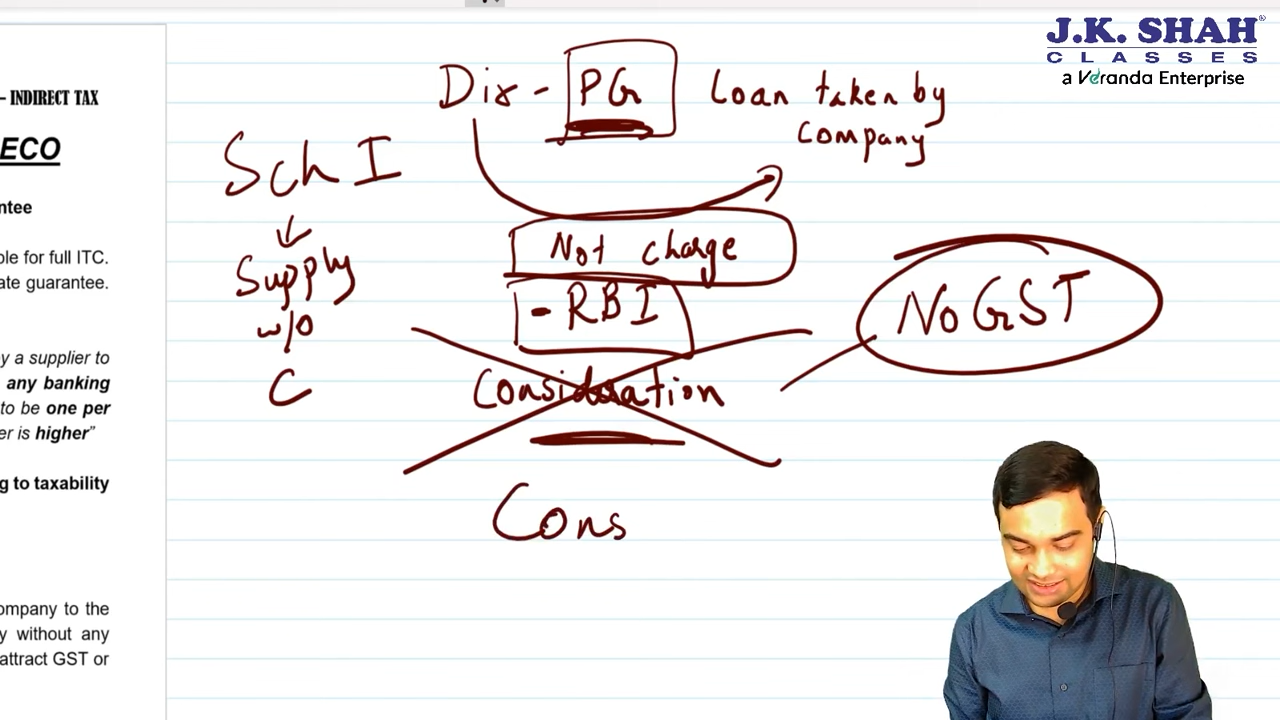 J.K. SHAH
CLASSES
a Veranda Enterprise
– INDIRECT TAX
ECO
ntee
ble for full ITC.
ate guarantee.
by a supplier to
any banking
to be one per
er is higher”
g to taxability
ompany to the
y without any
attract GST or
Dir - PG Loan taken by
company
Sch I
Supply
w/o
C
Not charge
- RBI
Consideration
No GST
Cons